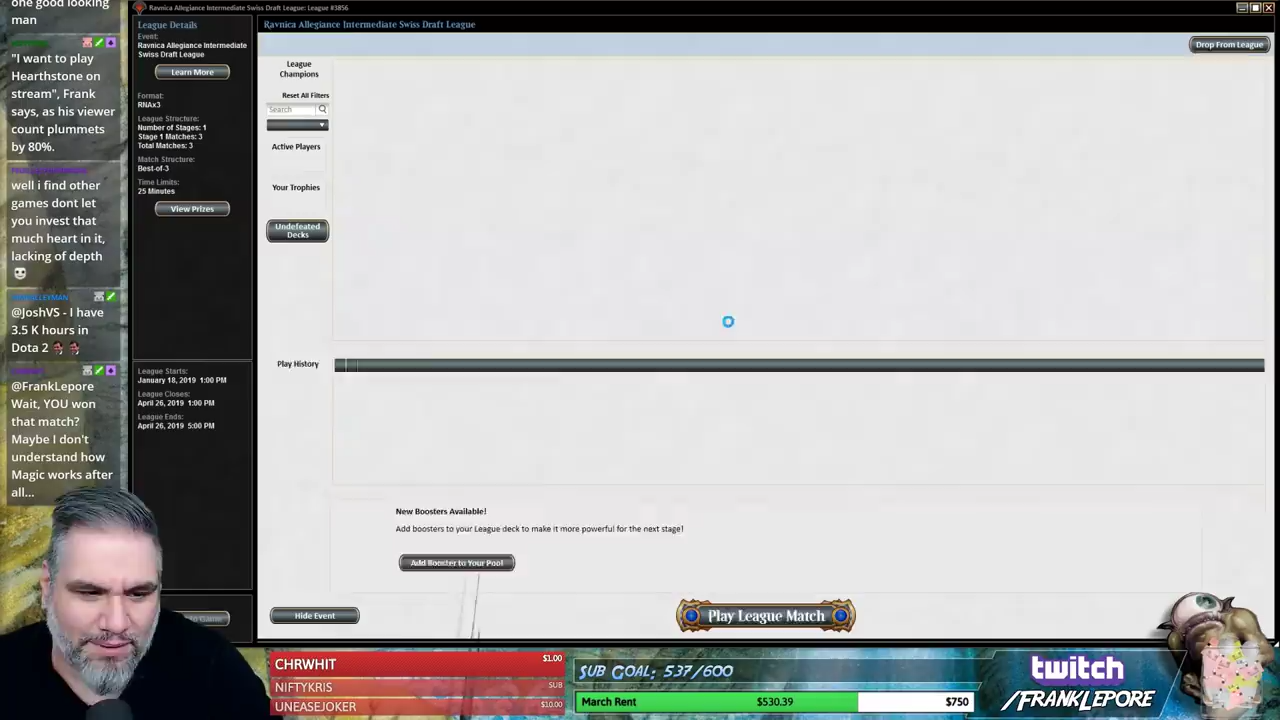 one good looking
man
"I want to play
Hearthstone on
stream", Frank
says, as his viewer
count plummets
by 80%.
well i find other
games dont let
you invest that
much heart in it,
lacking of depth
@JoshVS - I have
3.5 K hours in
Dota 2
@FrankLepore
Wait, YOU won
that match?
Maybe I don't
understand how
Magic works after
all...
Ravnica Allegiance Intermediate Swiss Draft League: League #3856
League Details
Event:
Ravnica Allegiance Intermediate
Swiss Draft League
Learn More
Format:
RNAx3
League Structure:
Number of Stages: 1
Stage 1 Matches: 3
Total Matches: 3
Match Structure:
Best-of-3
Time Limits:
25 Minutes
View Prizes
League Starts:
January 18, 2019 1:00 PM
League Closes:
April 26, 2019 1:00 PM
League Ends:
April 26, 2019 5:00 PM
Ravnica Allegiance Intermediate Swiss Draft League
Drop From League
League
Champions
Reset All Filters
Search
Active Players
Your Trophies
Undefeated
Decks
Play History
New Boosters Available!
Add boosters to your League deck to make it more powerful for the next stage!
Add Booster to Your Pool
Hide Event
Play League Match
CHRWHIT $1.00
NIFTYKRIS SUB
UNEASEJOKER $10.00
SUB GOAL: 537/600
March Rent $530.39 $750
twitch
/FRANKLEPORE